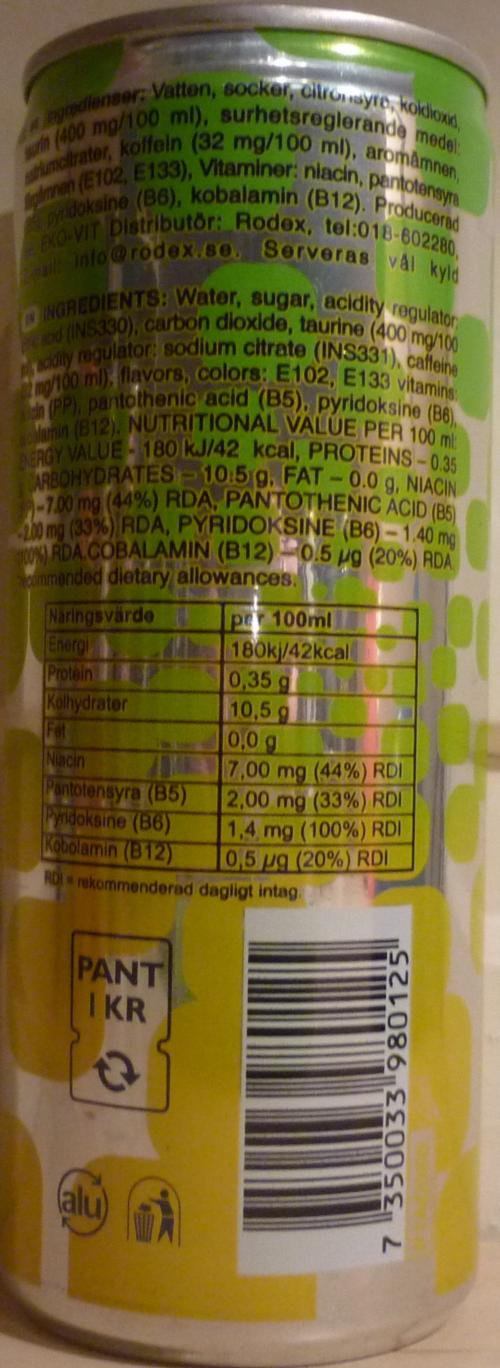 Ingredienser: Vatten, socker, citronsyra, koldioxid,
(400 mg/100 ml), surhetsreglerande medel:
natriumcitrater, koffein (32 mg/100 ml), aromämnen,
(E102, E133), Vitaminer: niacin, pantotensyra
pyridoksine (B6), kobalamin (B12). Producerad
EKO-VIT Distributör: Rodex, tel:018-602280,
info@rodex.se. Serveras väl kyld
EN INGREDIENTS: Water, sugar, acidity regulator:
acid (INS330), carbon dioxide, taurine (400 mg/100
acidity regulator: sodium citrate (INS331), caffeine
mg/100 ml), flavors, colors: E102, E133 vitamins:
(PP), pantothenic acid (B5), pyridoksine (B6),
(B12). NUTRITIONAL VALUE PER 100 ml:
ENERGY VALUE - 180 kJ/42 kcal, PROTEINS – 0.35
CARBOHYDRATES – 10.5 g, FAT – 0.0 g, NIACIN
-7.00 mg (44%) RDA, PANTOTHENIC ACID (B5)
-2.00 mg (33%) RDA, PYRIDOKSINE (B6) – 1.40 mg
(100%) RDA.COBALAMIN (B12) – 0.5 µg (20%) RDA
recommended dietary allowances.
Näringsvärde per 100ml
Energi 180kj/42kcal
Protein 0,35 g
Kolhydrater 10,5 g
Fet 0,0 g
Niacin 7,00 mg (44%) RDI
Pantotensyra (B5) 2,00 mg (33%) RDI
Pyridoksine (B6) 1,4 mg (100%) RDI
Kobolamin (B12) 0,5 µg (20%) RDI
RDI = rekommenderad dagligt intag.
PANT
1 KR
alu
7 350033 980125